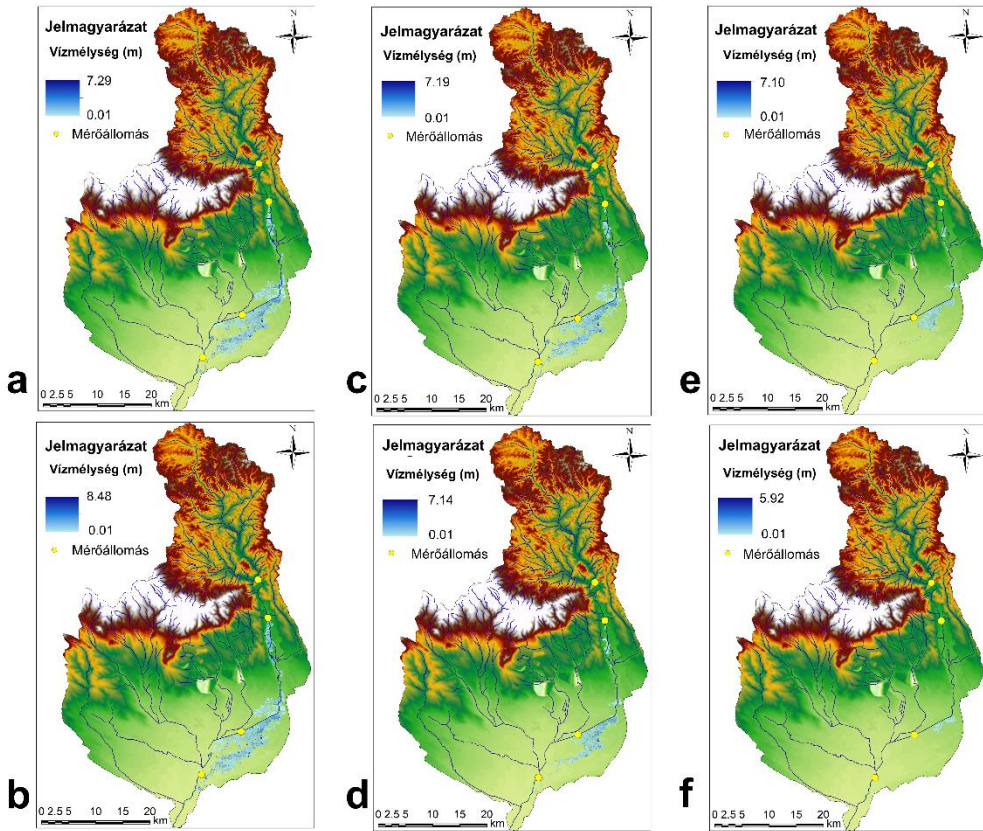 N
Jelmagyarázat
Vízmélység (m)
7.29
0.01
Mérőállomás
a
0 2.5 5 10 15 20
km
N
Jelmagyarázat
Vízmélység (m)
7.19
0.01
Mérőállomás
c
0 2.5 5 10 15 20
km
N
Jelmagyarázat
Vízmélység (m)
7.10
0.01
Mérőállomás
e
0 2.5 5 10 15 20
km
N
Jelmagyarázat
Vízmélység (m)
8.48
0.01
Mérőállomás
b
0 2.5 5 10 15 20
km
N
Jelmagyarázat
Vízmélység (m)
7.14
0.01
Mérőállomás
d
0 2.5 5 10 15 20
km
N
Jelmagyarázat
Vízmélység (m)
5.92
0.01
Mérőállomás
f
0 2.5 5 10 15 20
km